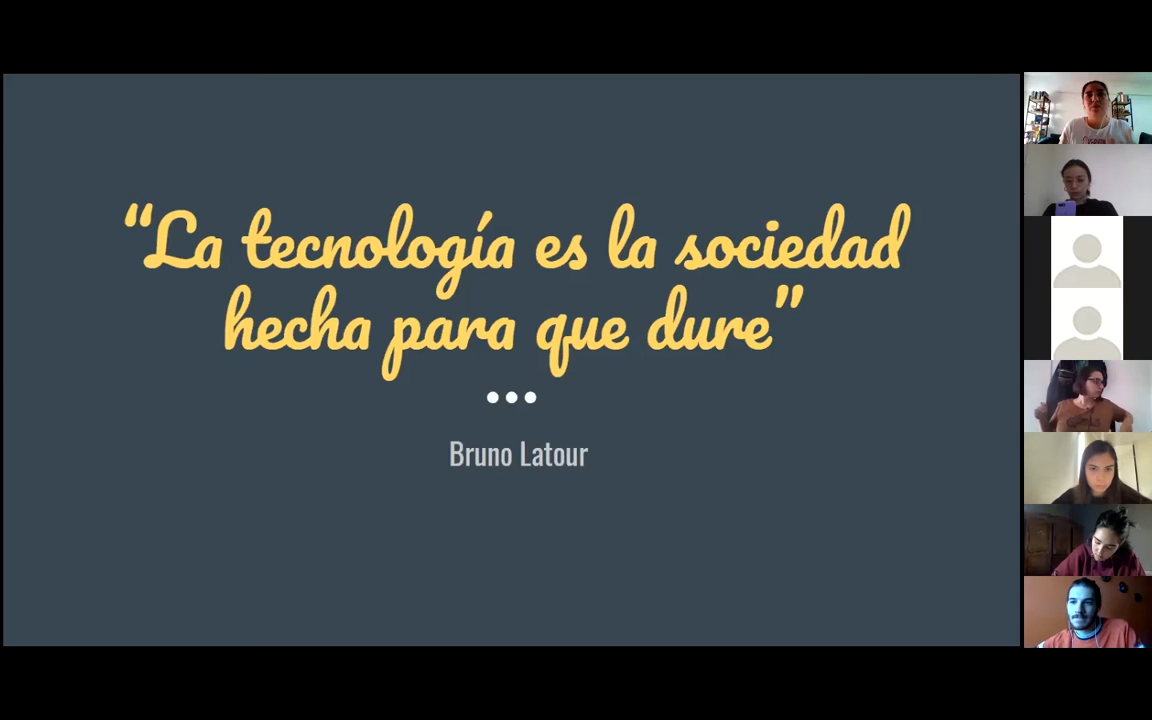 “La tecnología es la sociedad
hecha para que dure”
Bruno Latour